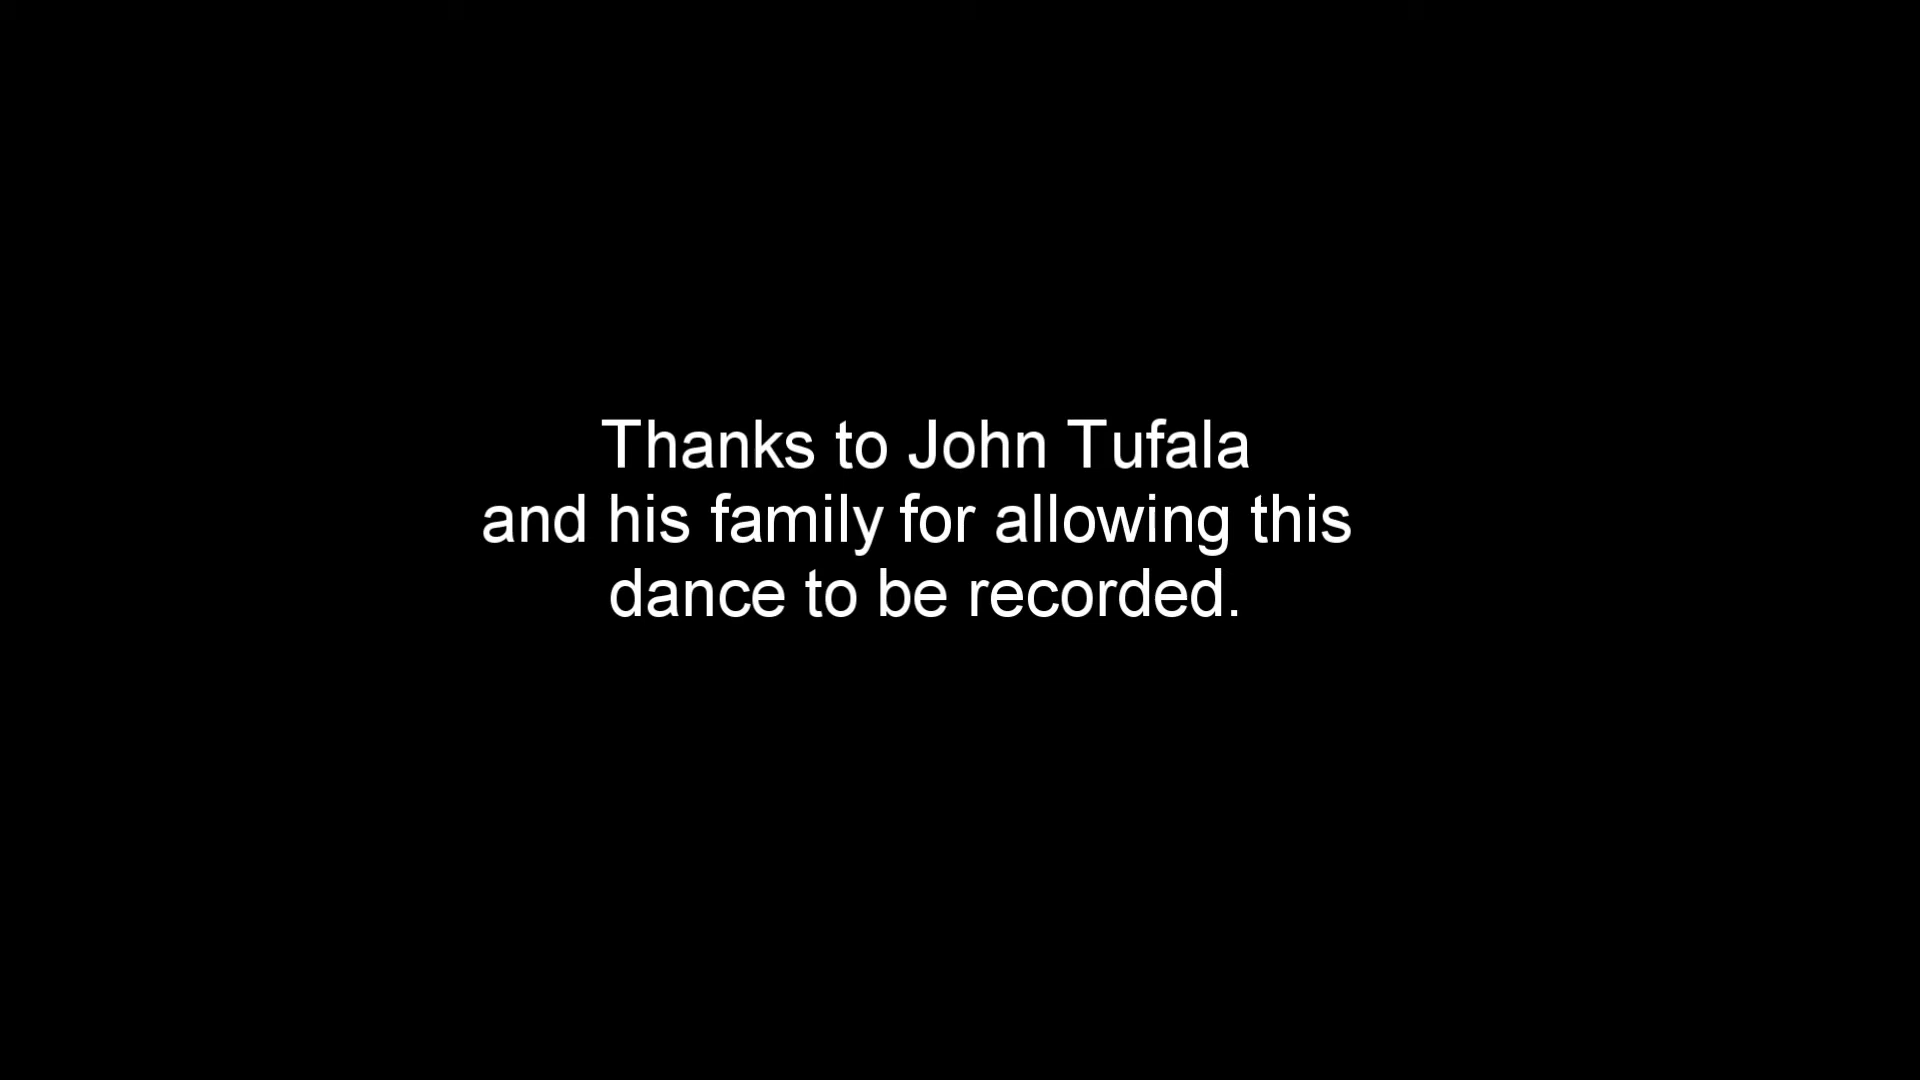 Thanks to John Tufala
and his family for allowing this
dance to be recorded.